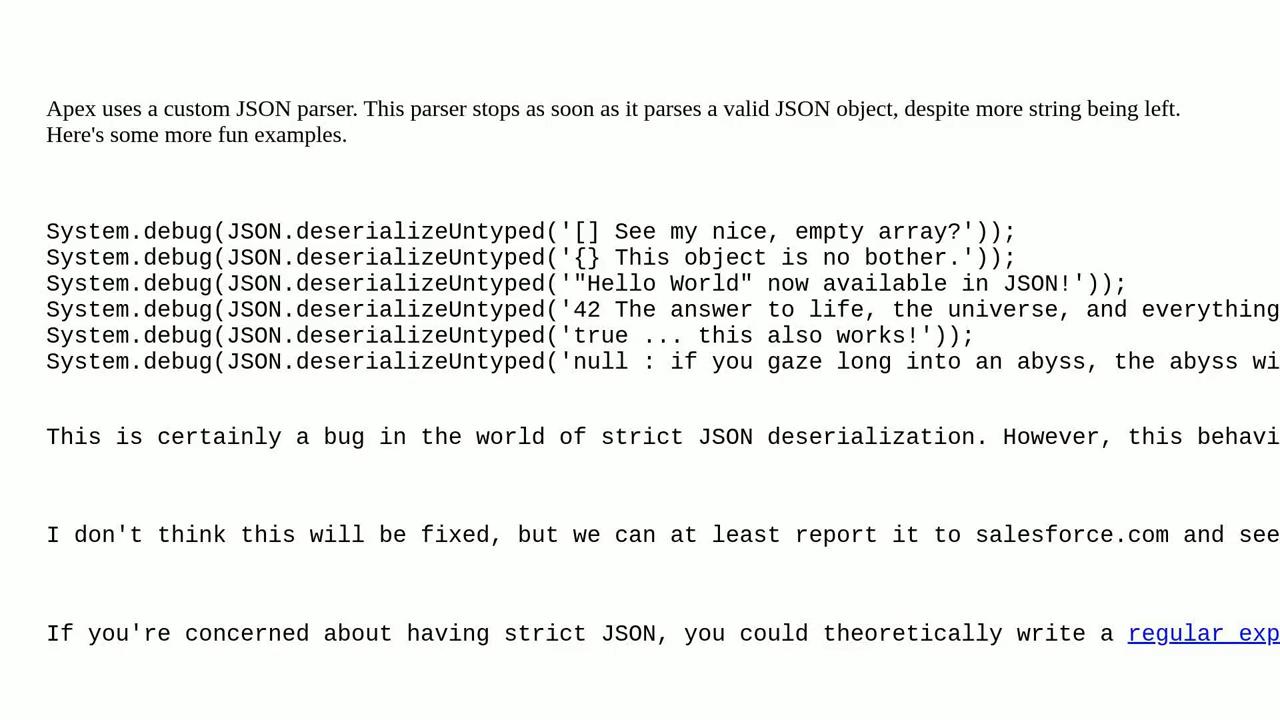 Apex uses a custom JSON parser. This parser stops as soon as it parses a valid JSON object, despite more string being left.
Here's some more fun examples.
System.debug(JSON.deserializeUntyped('[] See my nice, empty array?'));
System.debug(JSON.deserializeUntyped('{} This object is no bother.'));
System.debug(JSON.deserializeUntyped('"Hello World" now available in JSON!'));
System.debug(JSON.deserializeUntyped('42 The answer to life, the universe, and everything
System.debug(JSON.deserializeUntyped('true ... this also works!'));
System.debug(JSON.deserializeUntyped('null : if you gaze long into an abyss, the abyss wi
This is certainly a bug in the world of strict JSON deserialization. However, this behavi
I don't think this will be fixed, but we can at least report it to salesforce.com and see
If you're concerned about having strict JSON, you could theoretically write a regular exp